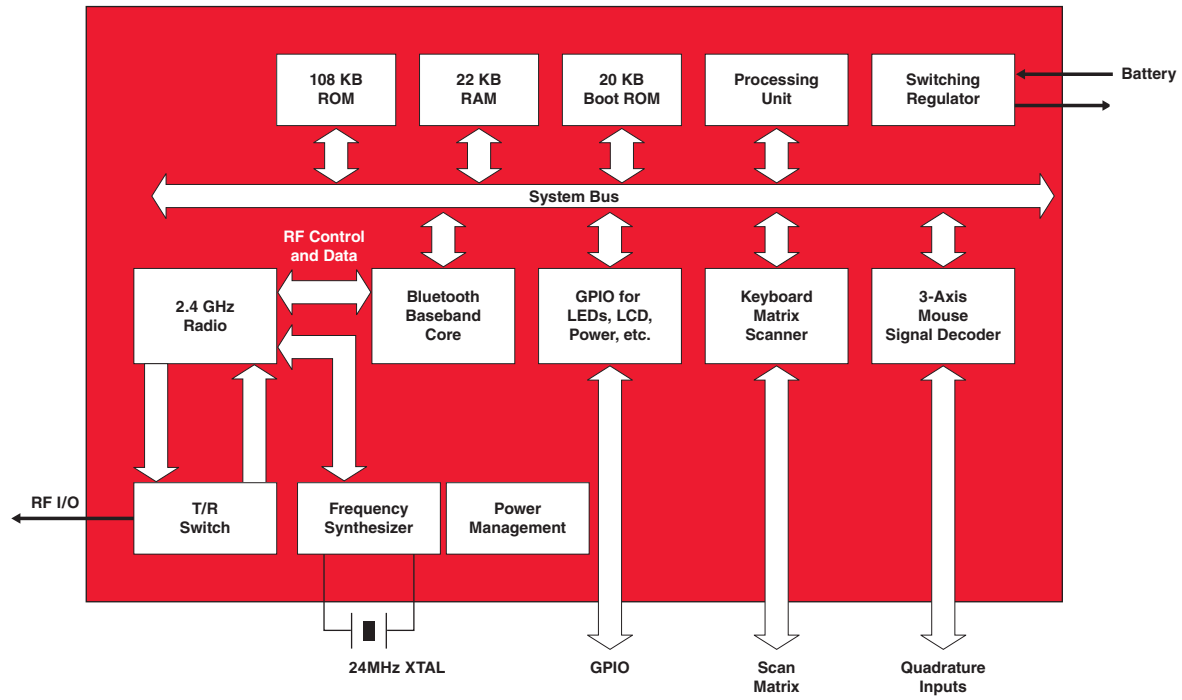 108 KB
ROM
22 KB
RAM
20 KB
Boot ROM
Processing
Unit
Switching
Regulator
Battery
System Bus
RF Control
and Data
2.4 GHz
Radio
Bluetooth
Baseband
Core
GPIO for
LEDs, LCD,
Power, etc.
Keyboard
Matrix
Scanner
3-Axis
Mouse
Signal Decoder
RF I/O
T/R
Switch
Frequency
Synthesizer
Power
Management
24MHz XTAL
GPIO
Scan
Matrix
Quadrature
Inputs